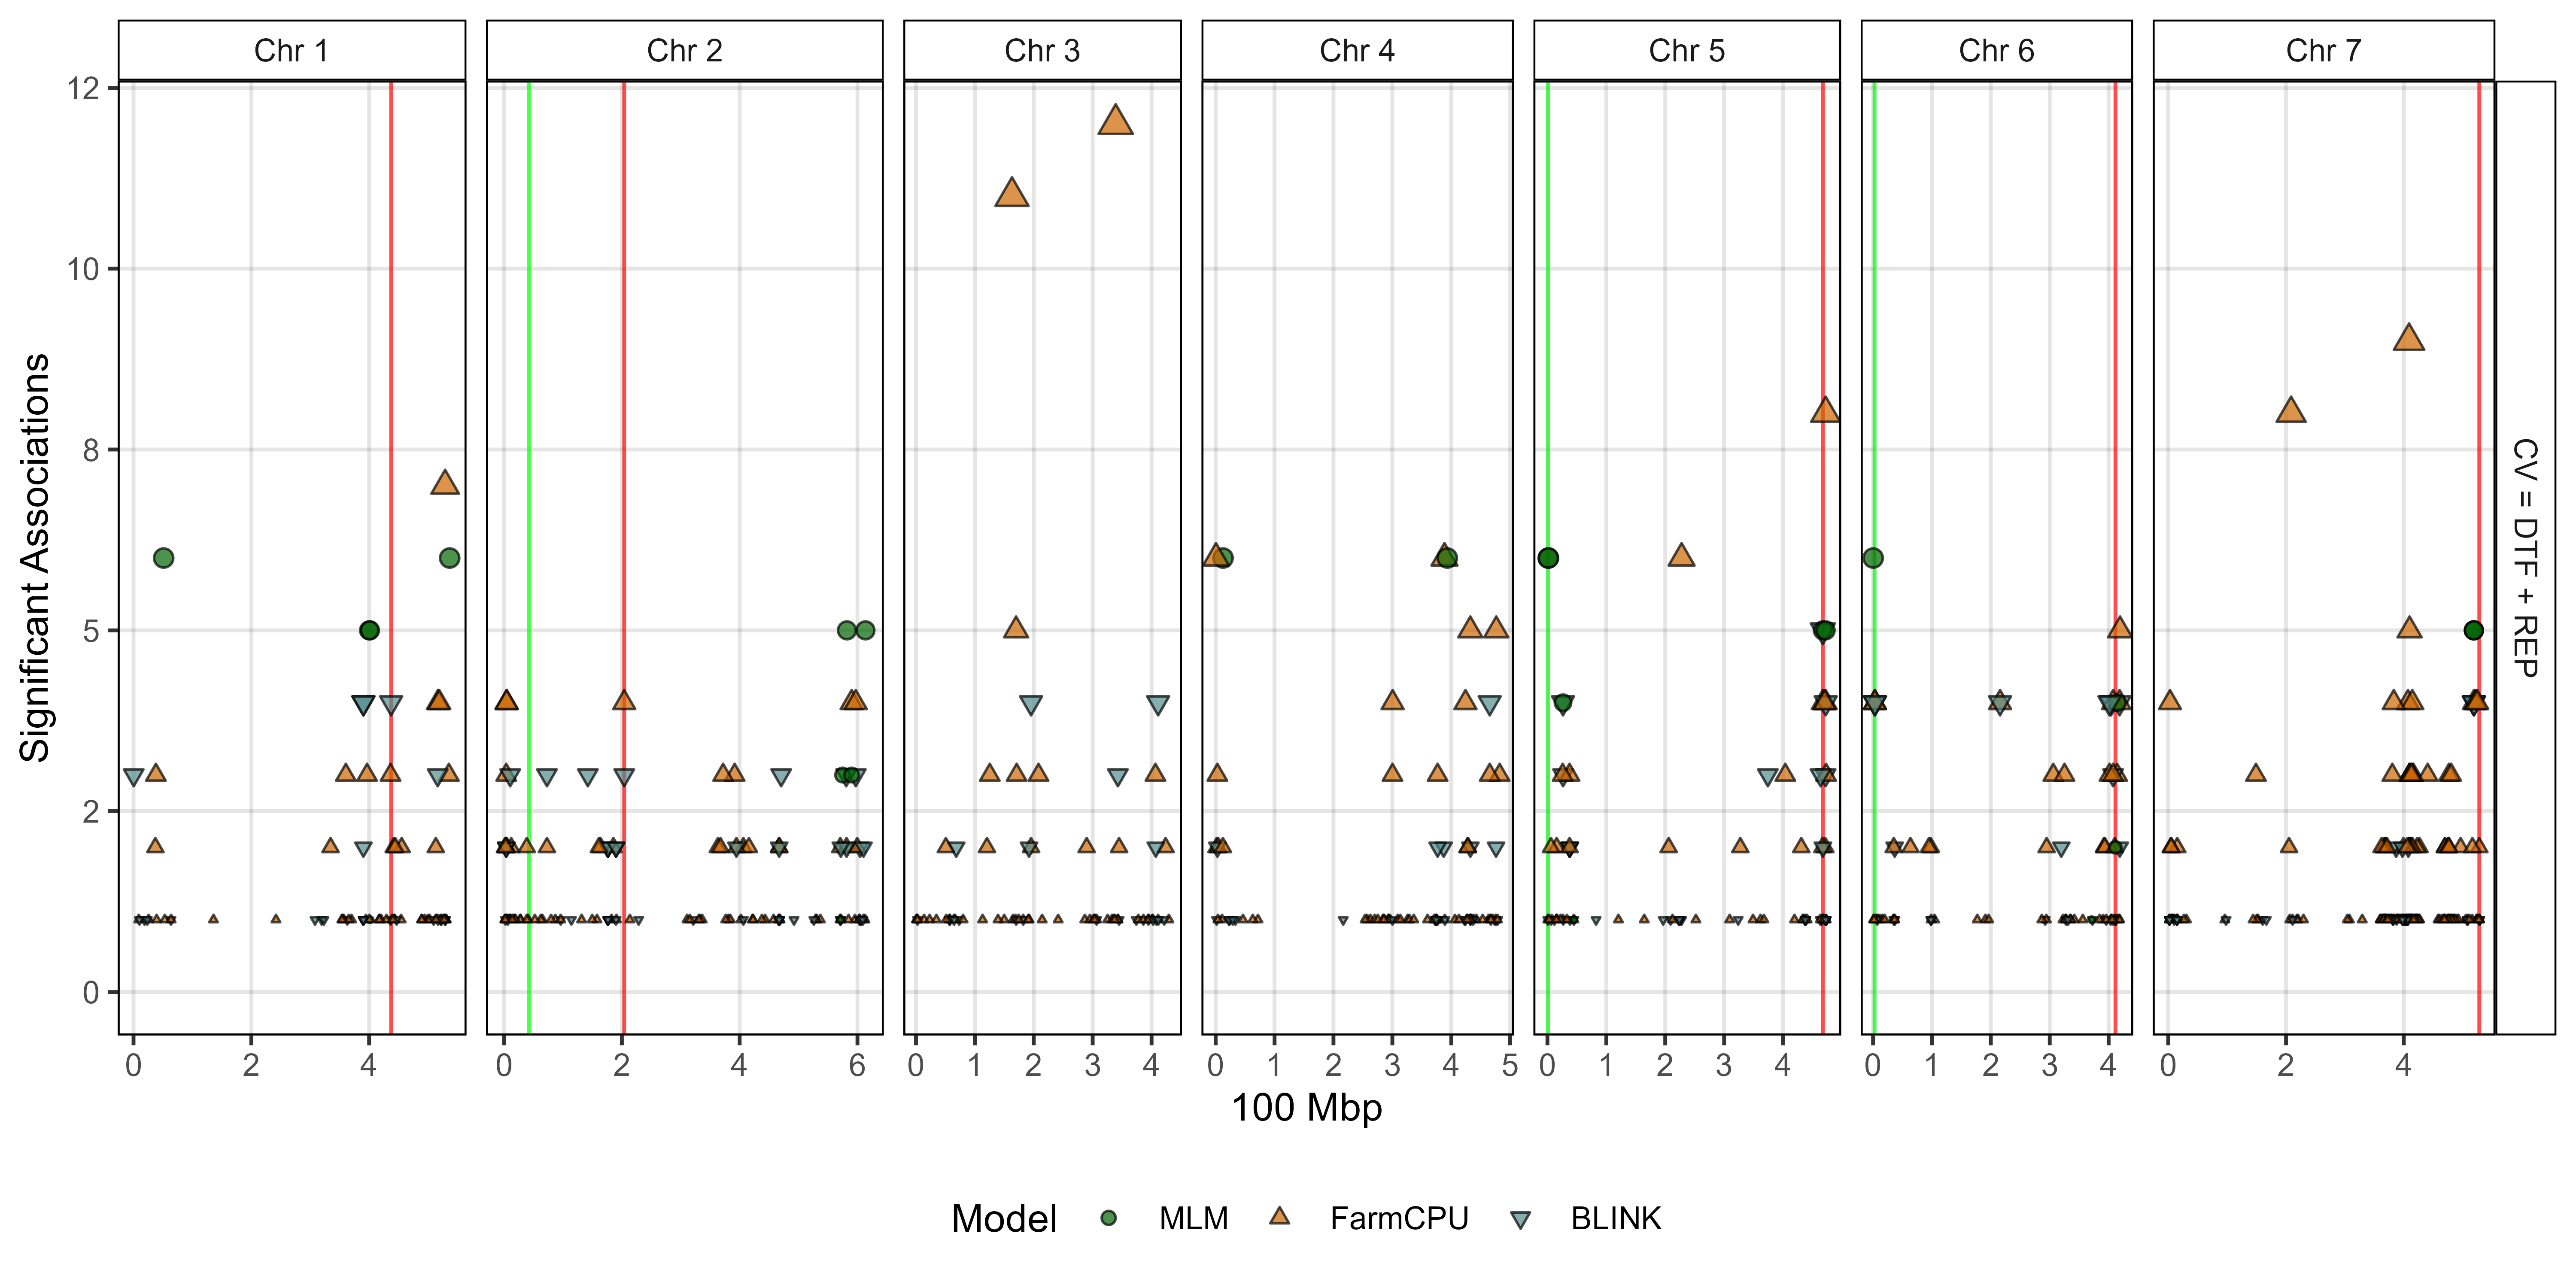 Chr 1 Chr 2 Chr 3 Chr 4 Chr 5 Chr 6 Chr 7
12
10
8
5
2
0
Significant Associations
CV = DTF + REP
0 2 4 0 2 4 6 0 1 2 3 4 0 1 2 3 4 5 0 1 2 3 4 0 1 2 3 4 0 2 4
100 Mbp
Model MLM FarmCPU BLINK